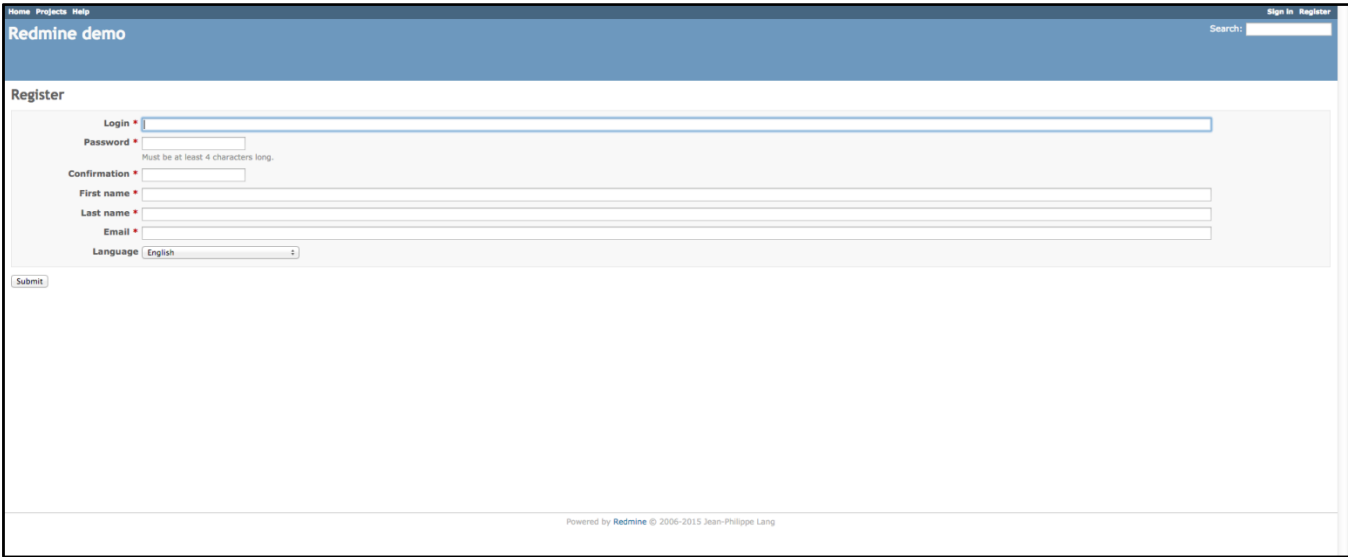 Home Projects Help
Sign in Register
Redmine demo
Search:
Register
Login *
Password *
Must be at least 4 characters long.
Confirmation *
First name *
Last name *
Email *
Language English
Submit
Powered by Redmine © 2006-2015 Jean-Philippe Lang